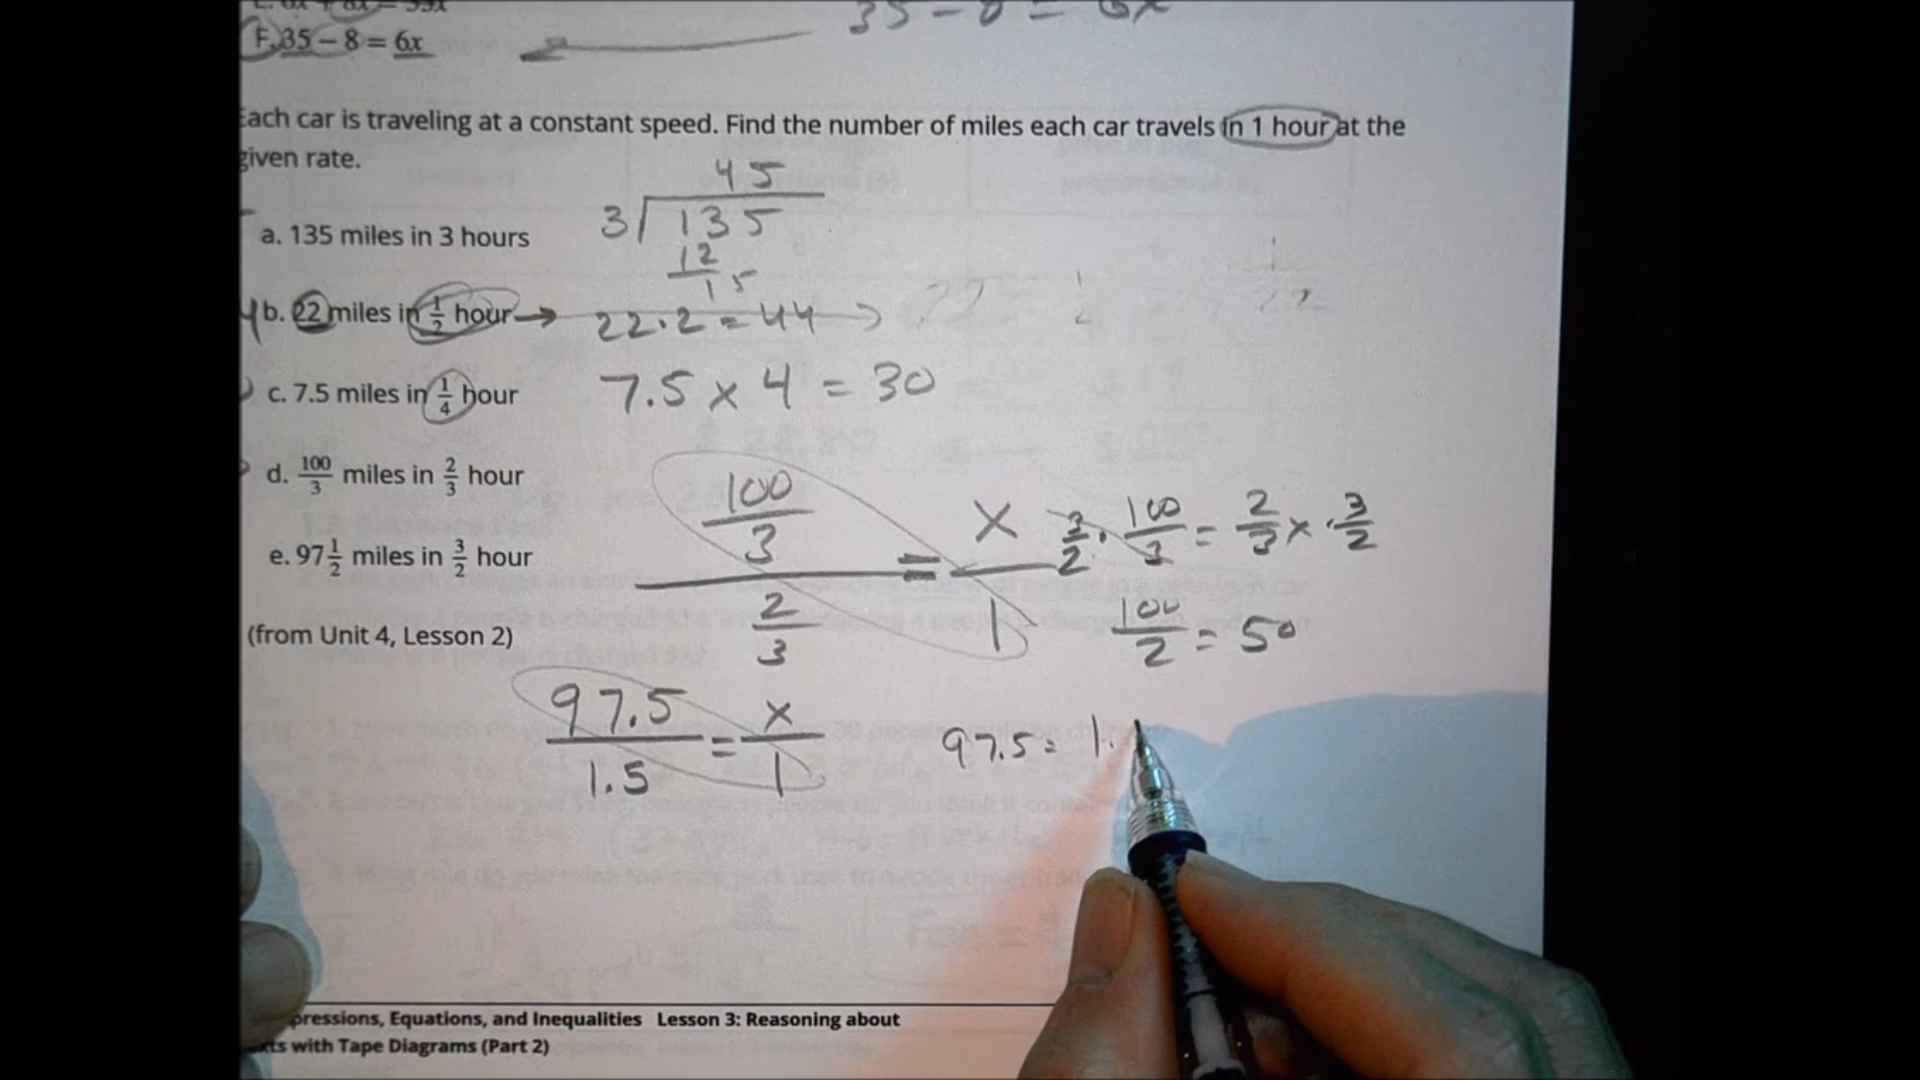 F. 35 – 8 = 6x
Each car is traveling at a constant speed. Find the number of miles each car travels in 1 hour at the
given rate.
45
3 135
12
15
a. 135 miles in 3 hours
b. 22 miles in 1/2 hour → 22 · 2 = 44
c. 7.5 miles in 1/4 hour 7.5 x 4 = 30
d. 100/3 miles in 2/3 hour
100/3 / 2/3 = x/1
3/2 · 100/3 = 2/3 x · 3/2
100/2 = 50
e. 97 1/2 miles in 3/2 hour
(from Unit 4, Lesson 2)
97.5/1.5 = x/1
97.5 = 1.
pressions, Equations, and Inequalities Lesson 3: Reasoning about
with Tape Diagrams (Part 2)